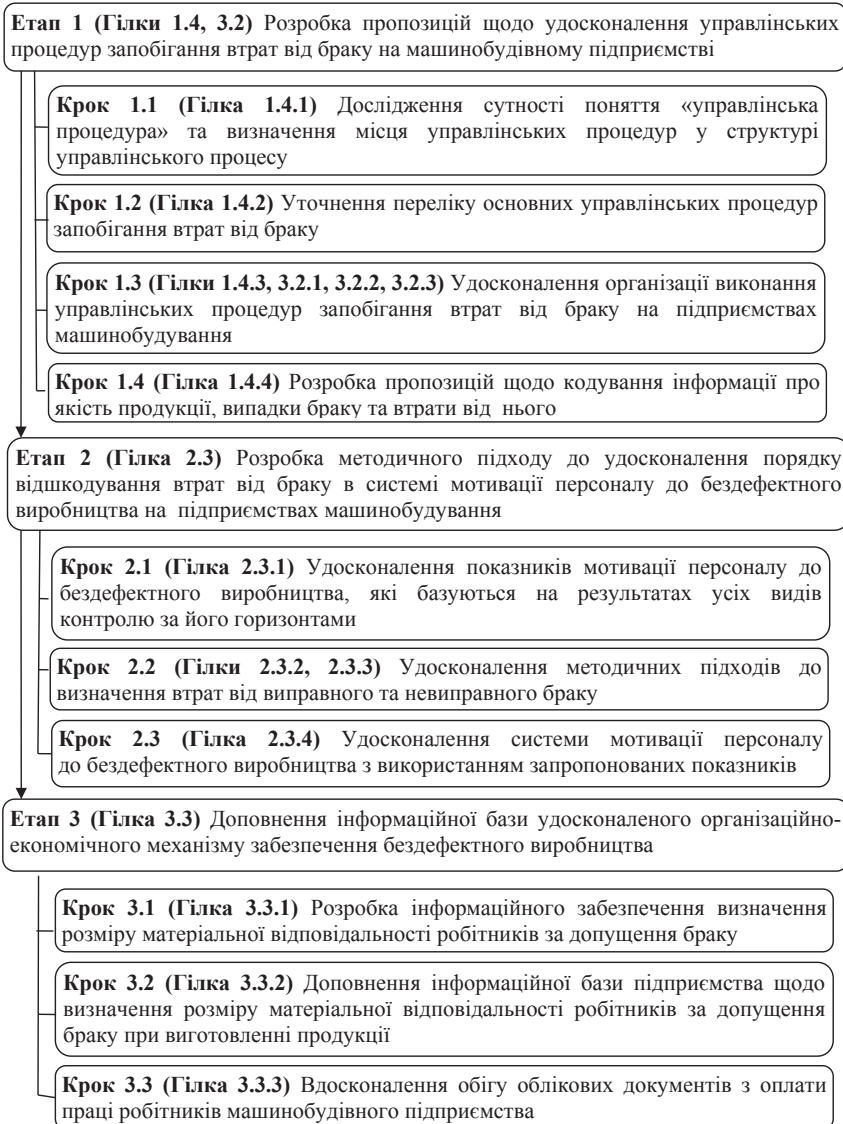 Етап 1 (Гілки 1.4, 3.2) Розробка пропозицій щодо удосконалення управлінських
процедур запобігання втрат від браку на машинобудівному підприємстві
Крок 1.1 (Гілка 1.4.1) Дослідження сутності поняття «управлінська
процедура» та визначення місця управлінських процедур у структурі
управлінського процесу
Крок 1.2 (Гілка 1.4.2) Уточнення переліку основних управлінських процедур
запобігання втрат від браку
Крок 1.3 (Гілки 1.4.3, 3.2.1, 3.2.2, 3.2.3) Удосконалення організації виконання
управлінських процедур запобігання втрат від браку на підприємствах
машинобудування
Крок 1.4 (Гілка 1.4.4) Розробка пропозицій щодо кодування інформації про
якість продукції, випадки браку та втрати від нього
Етап 2 (Гілка 2.3) Розробка методичного підходу до удосконалення порядку
відшкодування втрат від браку в системі мотивації персоналу до бездефектного
виробництва на підприємствах машинобудування
Крок 2.1 (Гілка 2.3.1) Удосконалення показників мотивації персоналу до
бездефектного виробництва, які базуються на результатах усіх видів
контролю за його горизонтами
Крок 2.2 (Гілки 2.3.2, 2.3.3) Удосконалення методичних підходів до
визначення втрат від виправного та невиправного браку
Крок 2.3 (Гілка 2.3.4) Удосконалення системи мотивації персоналу
до бездефектного виробництва з використанням запропонованих показників
Етап 3 (Гілка 3.3) Доповнення інформаційної бази удосконаленого організаційно-
економічного механізму забезпечення бездефектного виробництва
Крок 3.1 (Гілка 3.3.1) Розробка інформаційного забезпечення визначення
розміру матеріальної відповідальності робітників за допущення браку
Крок 3.2 (Гілка 3.3.2) Доповнення інформаційної бази підприємства щодо
визначення розміру матеріальної відповідальності робітників за допущення
браку при виготовленні продукції
Крок 3.3 (Гілка 3.3.3) Вдосконалення обігу облікових документів з оплати
праці робітників машинобудівного підприємства